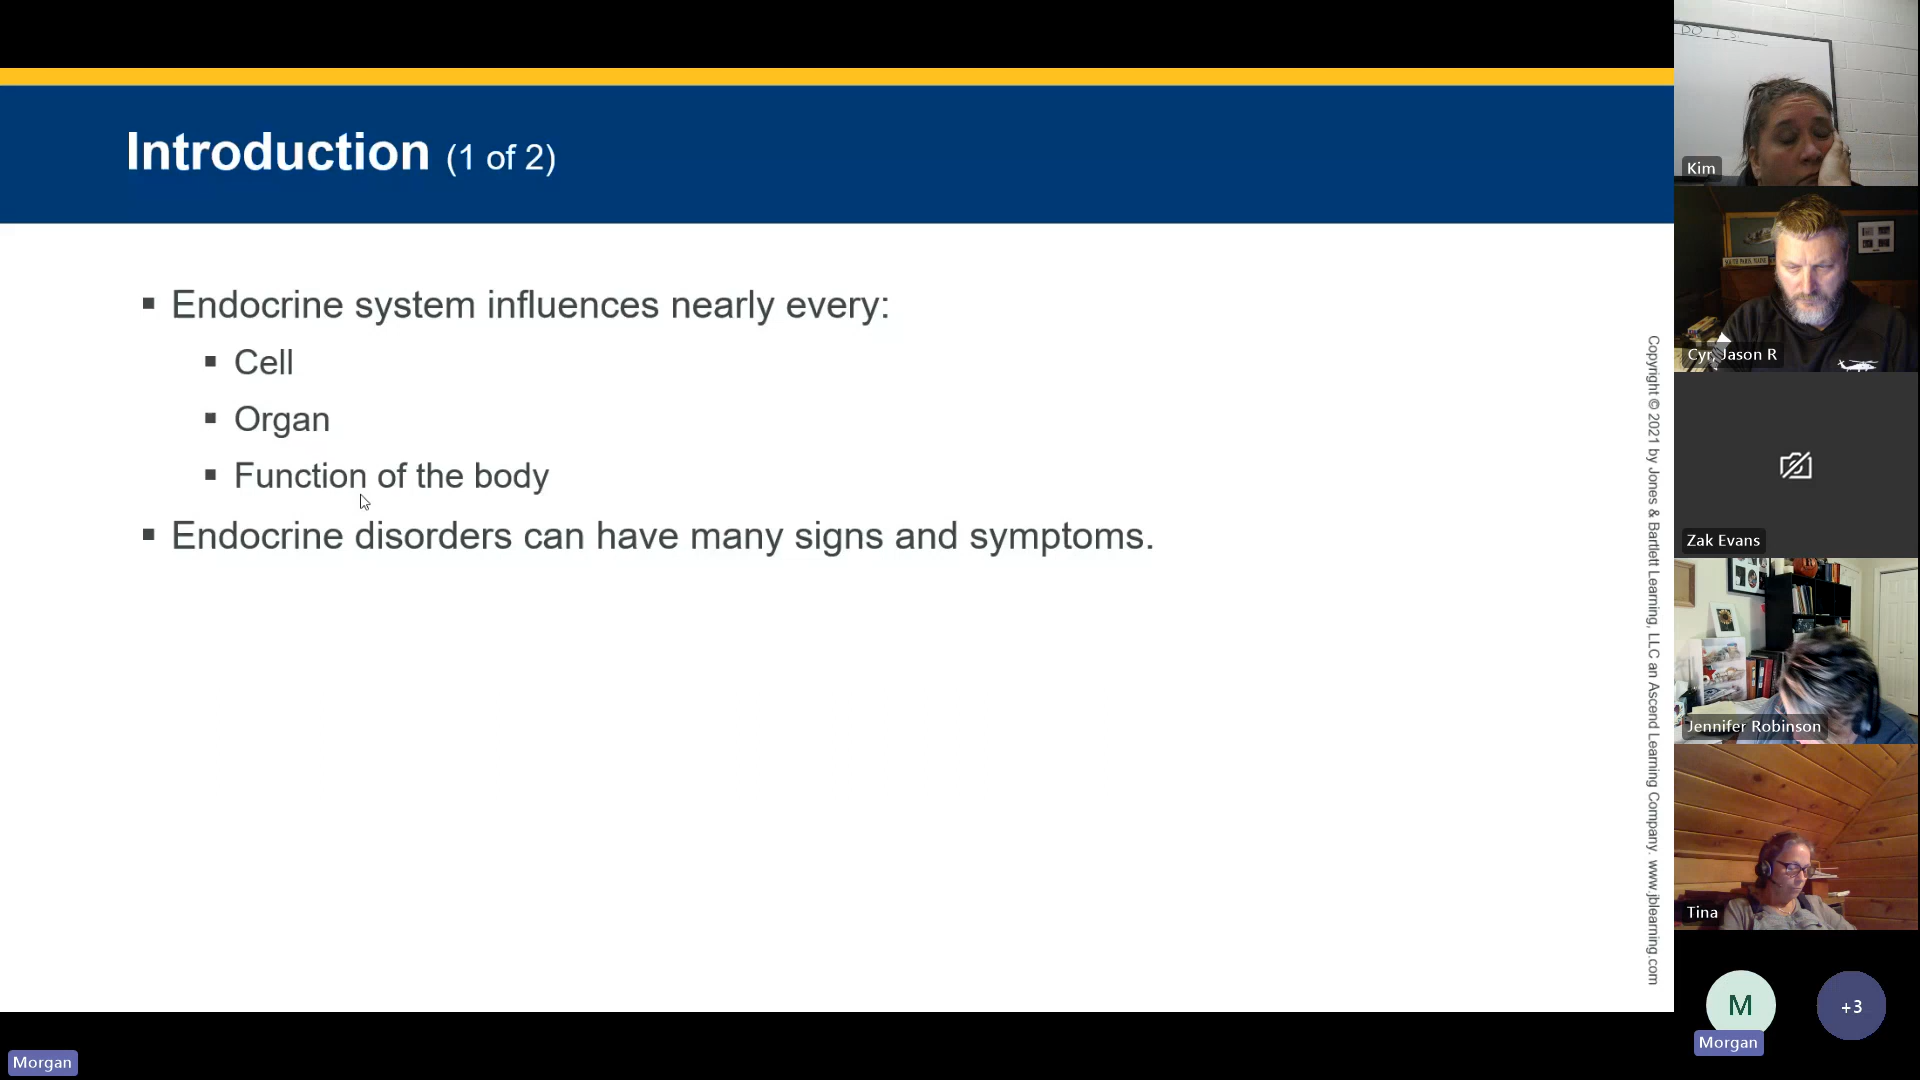 Introduction (1 of 2)
▪ Endocrine system influences nearly every:
▪ Cell
▪ Organ
▪ Function of the body
▪ Endocrine disorders can have many signs and symptoms.
Copyright © 2021 by Jones & Bartlett Learning, LLC an Ascend Learning Company. www.jblearning.com
Kim
Cyr, Jason R
Zak Evans
Jennifer Robinson
Tina
M
+3
Morgan
Morgan